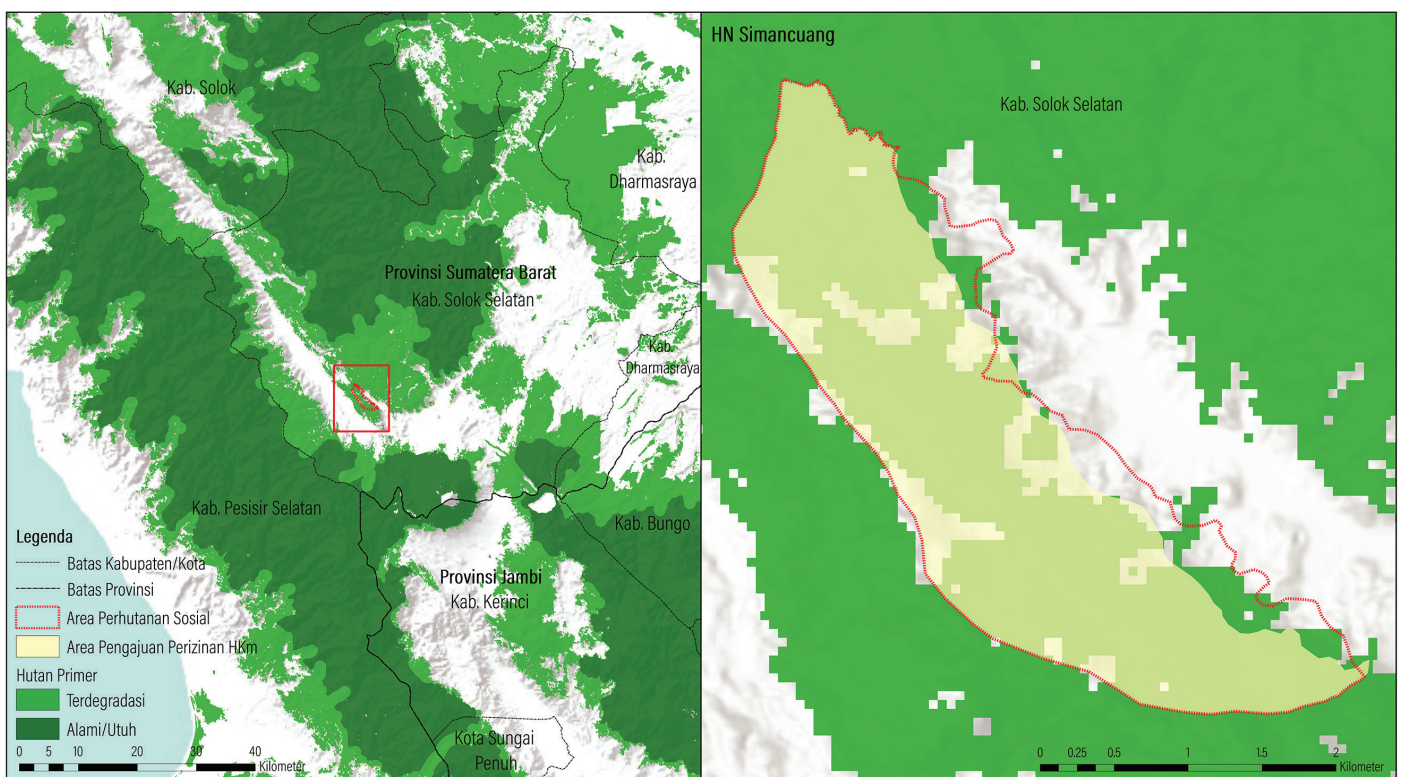 Kab. Solok
Kab.
Dharmasraya
Provinsi Sumatera Barat
Kab. Solok Selatan
Kab.
Dharmasraya
Kab. Pesisir Selatan
Kab. Bungo
Provinsi Jambi
Kab. Kerinci
Kota Sungai
Penuh
Legenda
Batas Kabupaten/Kota
Batas Provinsi
Area Perhutanan Sosial
Area Pengajuan Perizinan HKm
Hutan Primer
Terdegradasi
Alami/Utuh
0 5 10 20 30 40
Kilometer
HN Simancuang
Kab. Solok Selatan
0 0.25 0.5 1 1.5 2
Kilometer